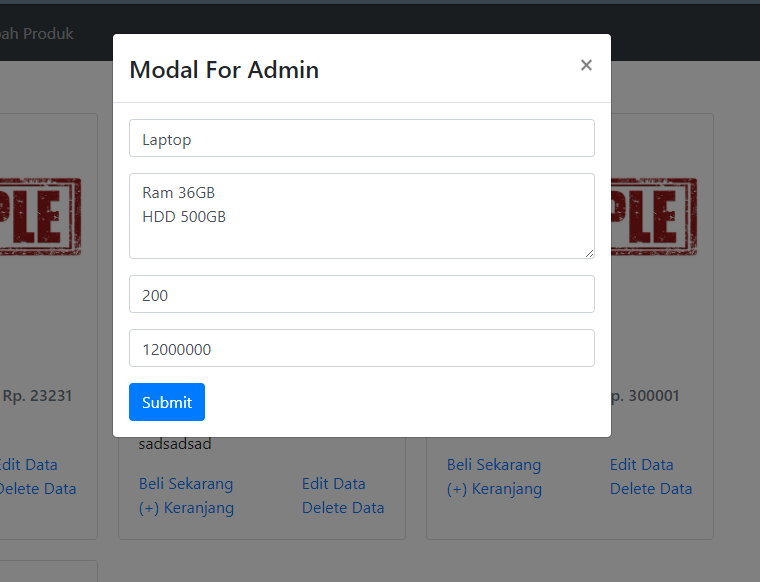 ah Produk
Modal For Admin
×
Laptop
Ram 36GB
HDD 500GB
200
12000000
Submit
PLE
PLE
Rp. 23231
p. 300001
sadsadsad
Edit Data
Delete Data
Beli Sekarang
(+) Keranjang
Edit Data
Delete Data
Beli Sekarang
(+) Keranjang
Edit Data
Delete Data